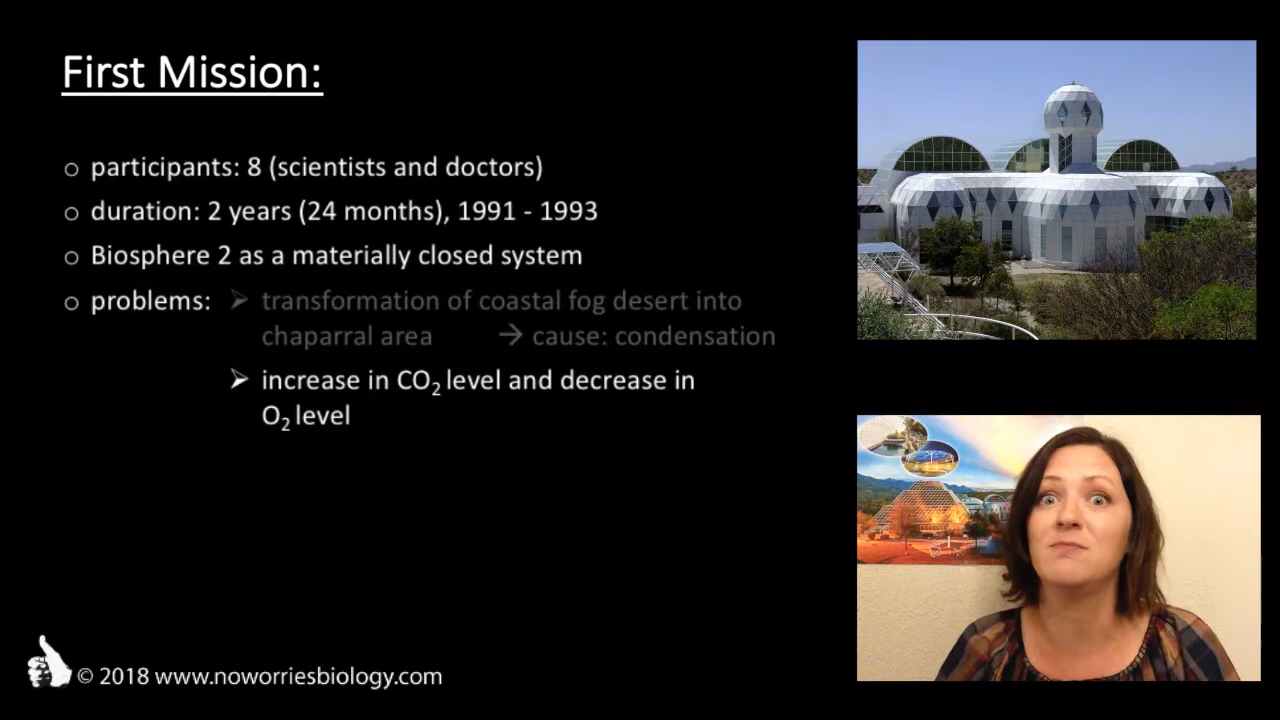 First Mission:
o participants: 8 (scientists and doctors)
o duration: 2 years (24 months), 1991 - 1993
o Biosphere 2 as a materially closed system
o problems: ➢ transformation of coastal fog desert into
chaparral area → cause: condensation
➢ increase in CO₂ level and decrease in
O₂ level
© 2018 www.noworriesbiology.com